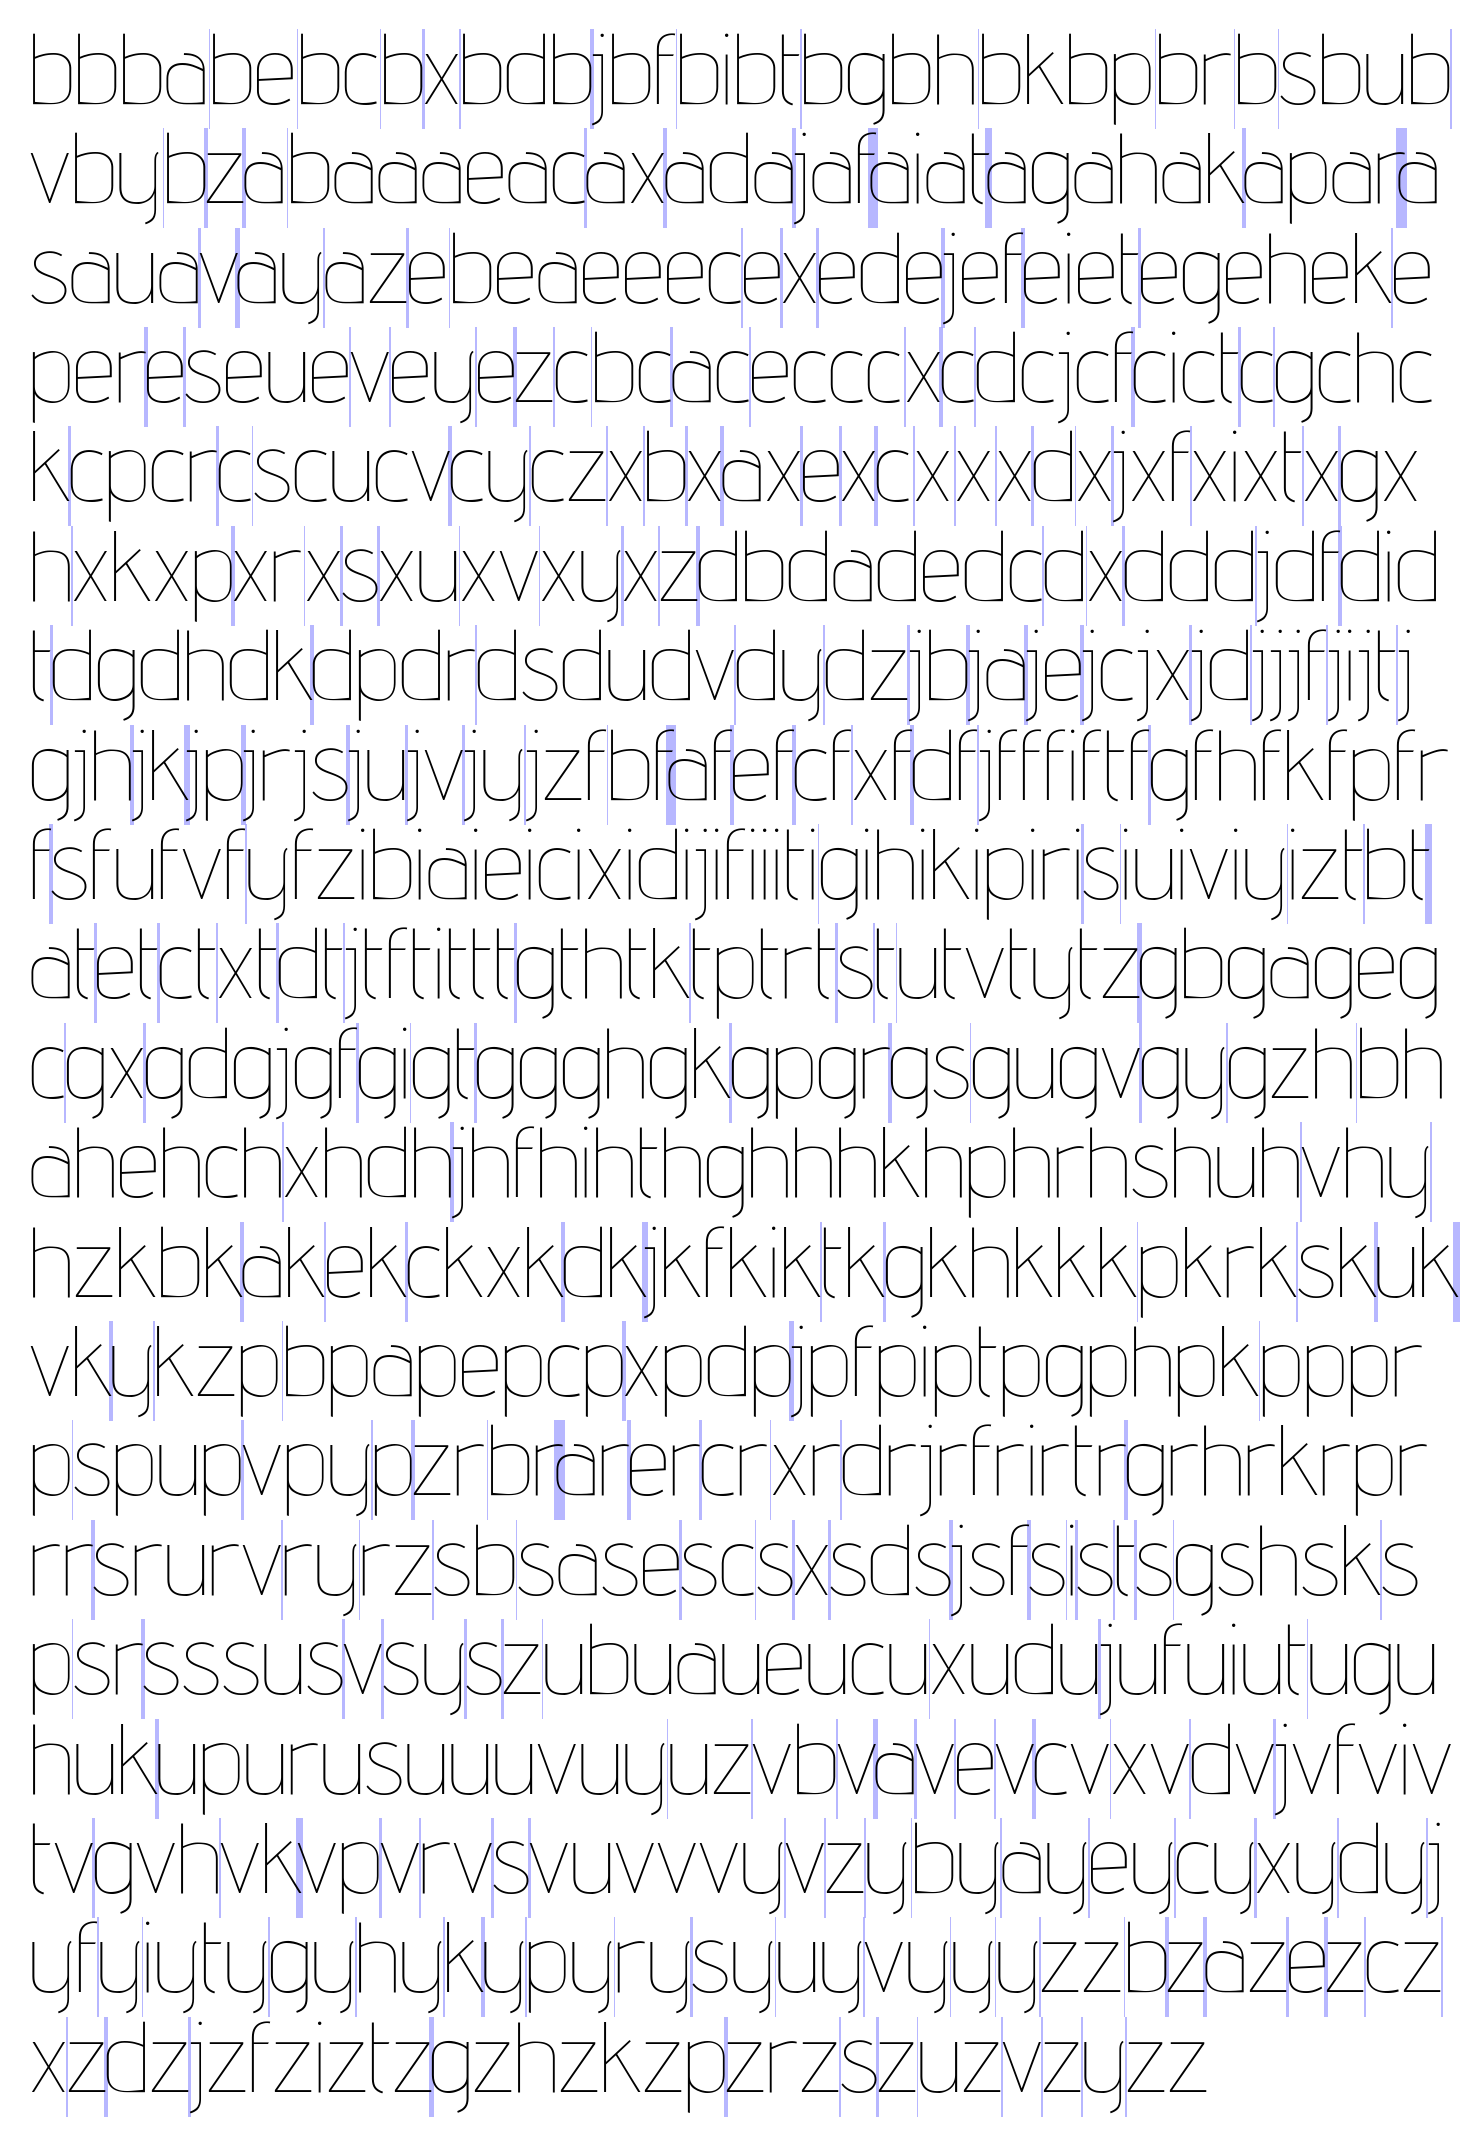 bbbabebcbxbdbjbfbibtbgbhbkbpbrbsbub
vbybzabaaaeacaxadajafaiatagahakapara
sauavayazebeaeeecexedejefeietegeheke
pereseueveyezcbcacecccxcdcjcfcictcgchc
kcpcrcscucvcyczxbxaxexcxxxdxjxfxixtxgx
hxkxpxrxsxuxvxyxzdbdadedcdxdddjdfdid
tdgdhdkdpdrdsdudvdydzjbjajejcjxjdjjjfjijtj
gjhjkjpjrjsjujvjyjzfbfafefcfxfdfjfffiftfgfhfkfpfr
fsfufvfyfzibiaieicixidijifiiitigihikipirisiuiviyiztbt
atetctxtdtjtftitttgthtktptrtstutvtytzgbgageg
cgxgdgjgfgigtggghgkgpgrgsgugvgygzhbh
ahehchxhdhjhfhihthghhhkhphrhshuhvhy
hzkbkakekckxkdkjkfkiktkgkhkkkpkrkskuk
vkykzpbpapepcpxpdpjpfpiptpgphpkpppr
pspupvpypzrbrarercrxrdrjrfrirtrgrhrkrpr
rrsrurvryrzsbsasescsxsdsjsfsistsgshsks
psrsssusvsyszubuaueucuxudujufuiutugu
hukupurusuuuvuyuzvbvavevcvxvdvjvfviv
tvgvhvkvpvrvsvuvvvyvzybyayeycyxydyj
yfyiytygyhykypyrysyuyvyyyzzbzazezcz
xzdzjzfziztzgzhzkzpzrzszuzvzyzz